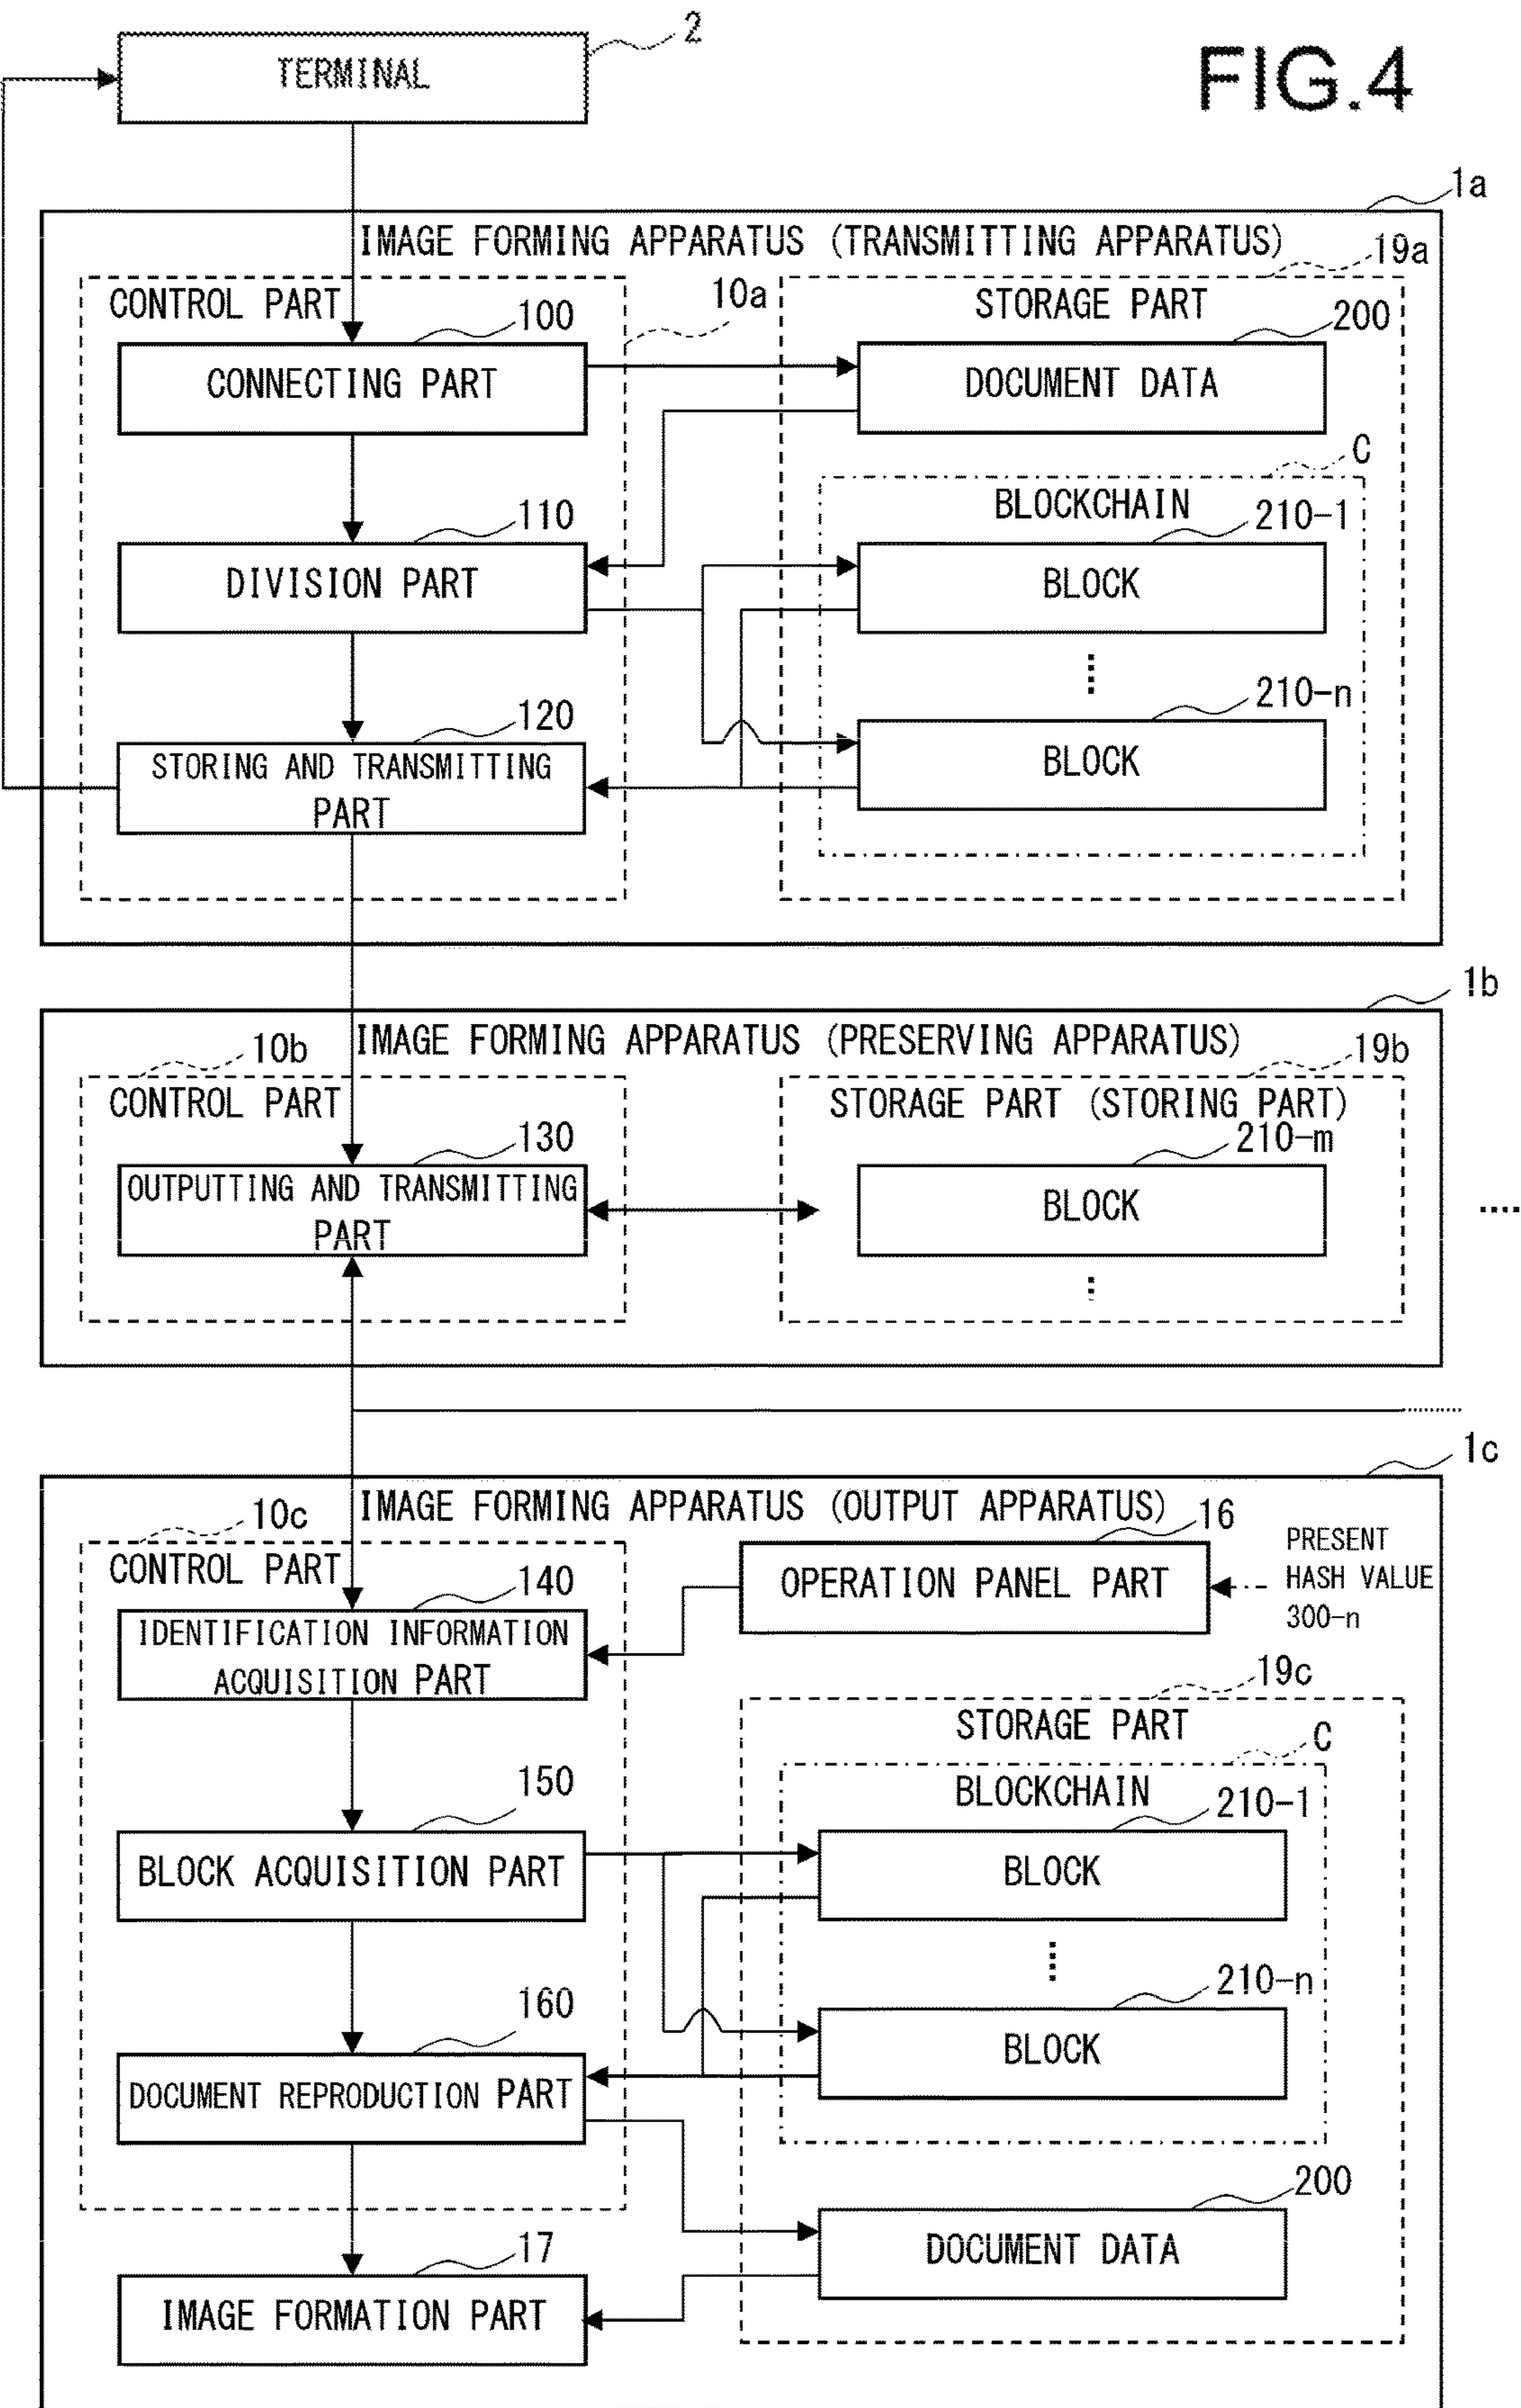 2
TERMINAL
FIG.4
1a
IMAGE FORMING APPARATUS (TRANSMITTING APPARATUS)
19a
10a
CONTROL PART
STORAGE PART
100
200
CONNECTING PART
DOCUMENT DATA
C
BLOCKCHAIN
110
210-1
DIVISION PART
BLOCK
210-n
120
STORING AND TRANSMITTING
PART
BLOCK
1b
IMAGE FORMING APPARATUS (PRESERVING APPARATUS)
10b
19b
CONTROL PART
STORAGE PART (STORING PART)
130
210-m
OUTPUTTING AND TRANSMITTING
PART
BLOCK
1c
IMAGE FORMING APPARATUS (OUTPUT APPARATUS)
10c
16
CONTROL PART
PRESENT
HASH VALUE
300-n
140
OPERATION PANEL PART
IDENTIFICATION INFORMATION
ACQUISITION PART
19c
STORAGE PART
C
BLOCKCHAIN
150
210-1
BLOCK ACQUISITION PART
BLOCK
210-n
160
BLOCK
DOCUMENT REPRODUCTION PART
200
DOCUMENT DATA
17
IMAGE FORMATION PART